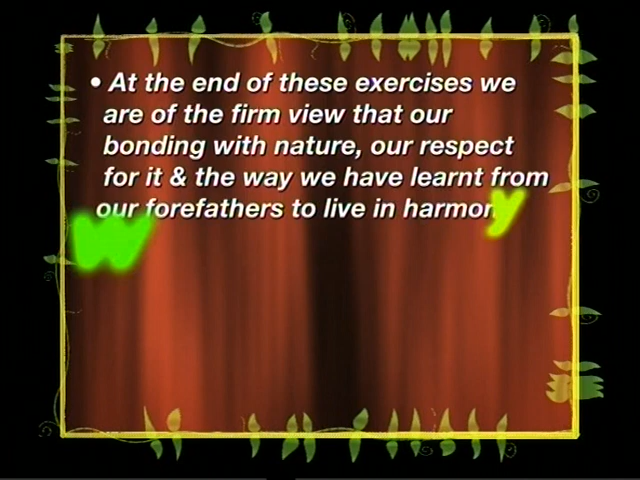 • At the end of these exercises we
are of the firm view that our
bonding with nature, our respect
for it & the way we have learnt from
our forefathers to live in harmony
w